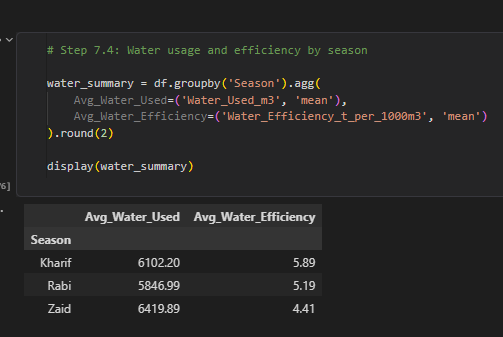 # Step 7.4: Water usage and efficiency by season
water_summary = df.groupby('Season').agg(
    Avg_Water_Used=('Water_Used_m3', 'mean'),
    Avg_Water_Efficiency=('Water_Efficiency_t_per_1000m3', 'mean')
).round(2)
display(water_summary)
6]
Avg_Water_Used Avg_Water_Efficiency
Season
Kharif 6102.20 5.89
Rabi 5846.99 5.19
Zaid 6419.89 4.41